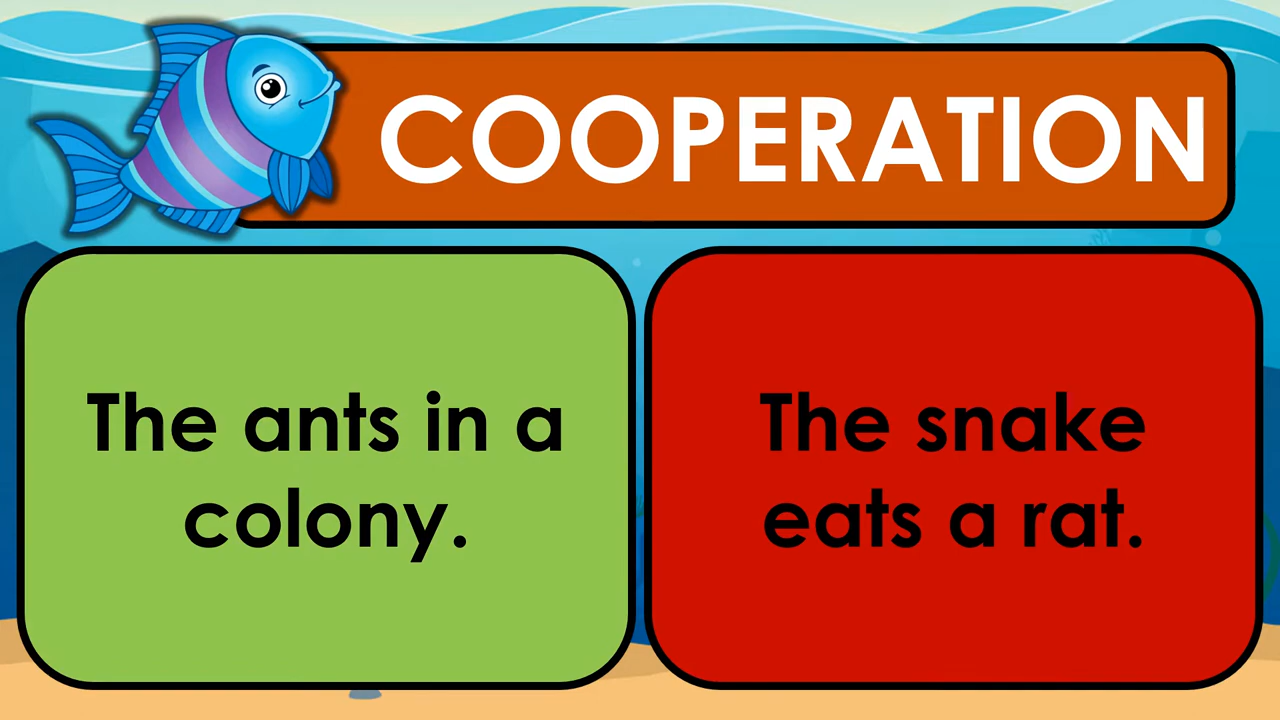 COOPERATION
The ants in a
colony.
The snake
eats a rat.